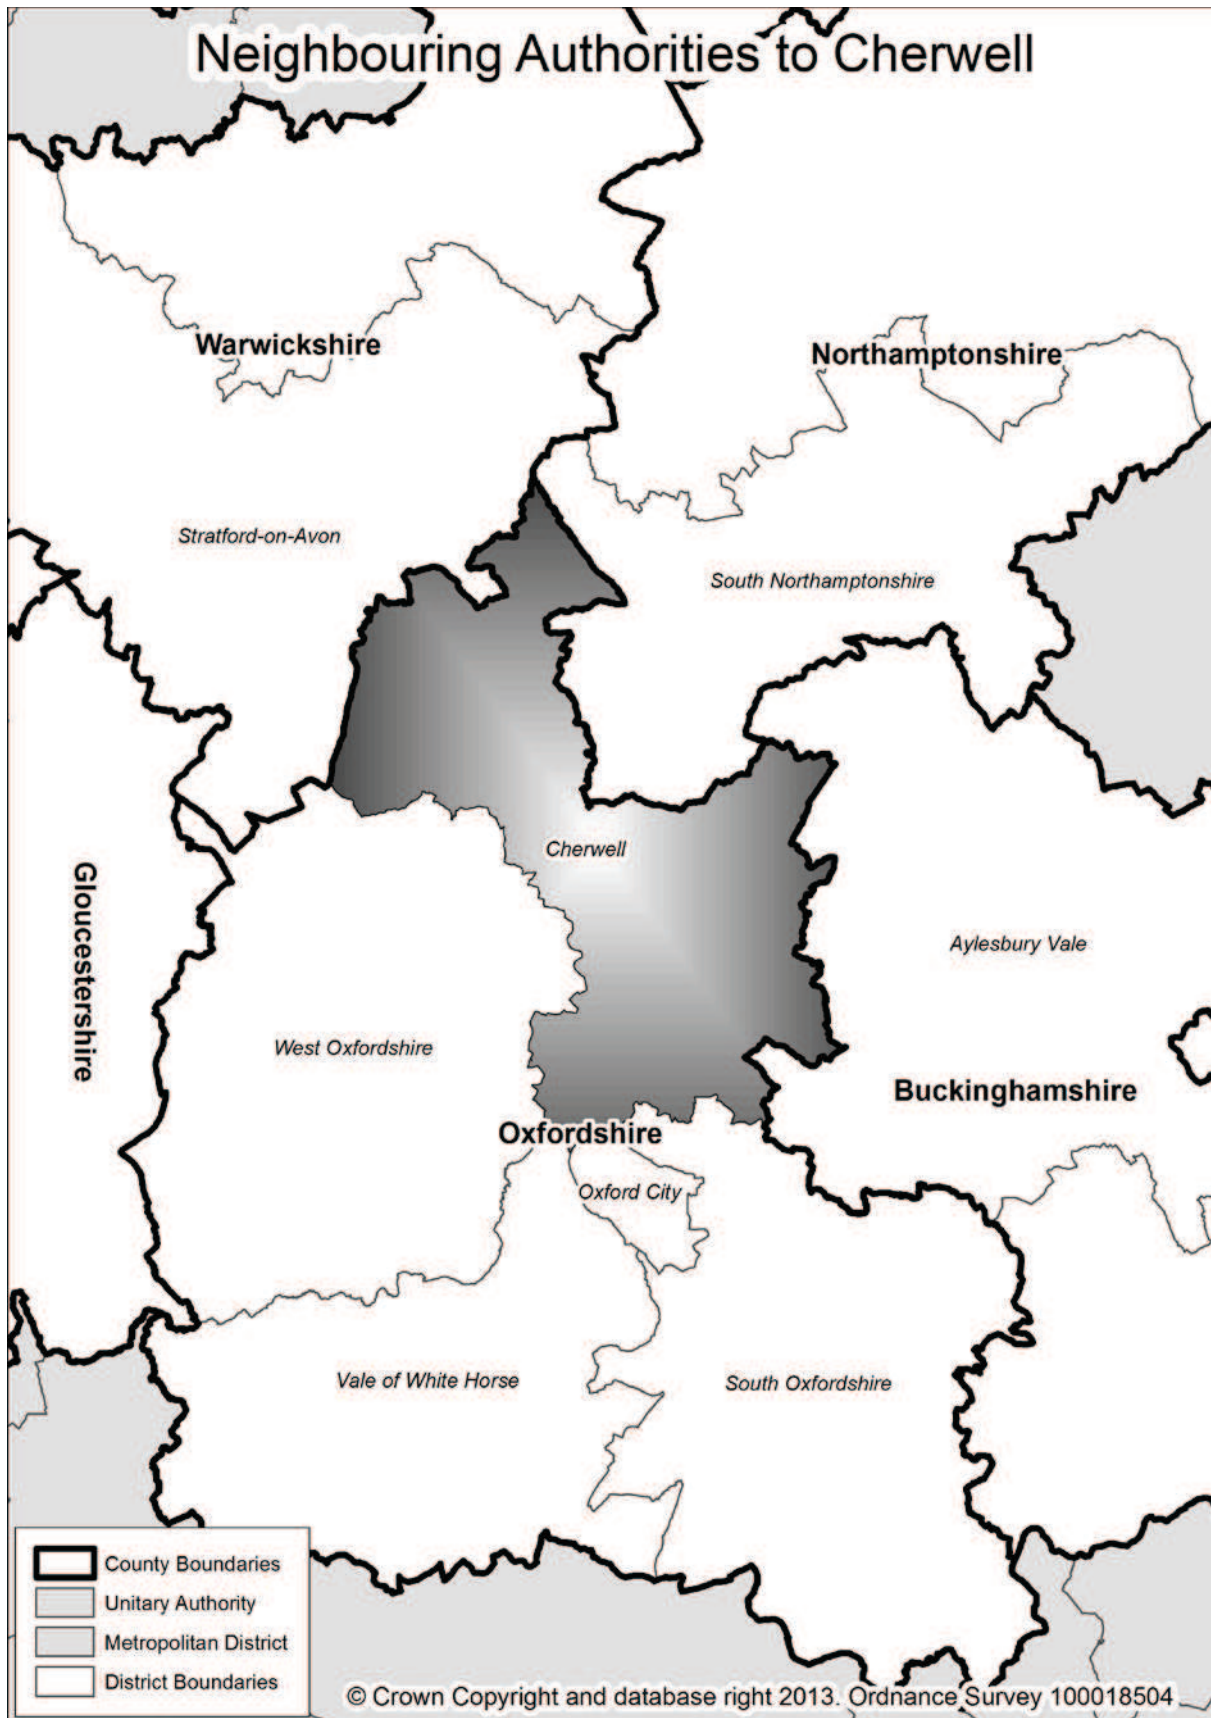 Neighbouring Authorities to Cherwell
Warwickshire
Northamptonshire
Stratford-on-Avon
South Northamptonshire
Cherwell
Gloucestershire
Aylesbury Vale
West Oxfordshire
Buckinghamshire
Oxfordshire
Oxford City
Vale of White Horse
South Oxfordshire
County Boundaries
Unitary Authority
Metropolitan District
District Boundaries
© Crown Copyright and database right 2013. Ordnance Survey 100018504